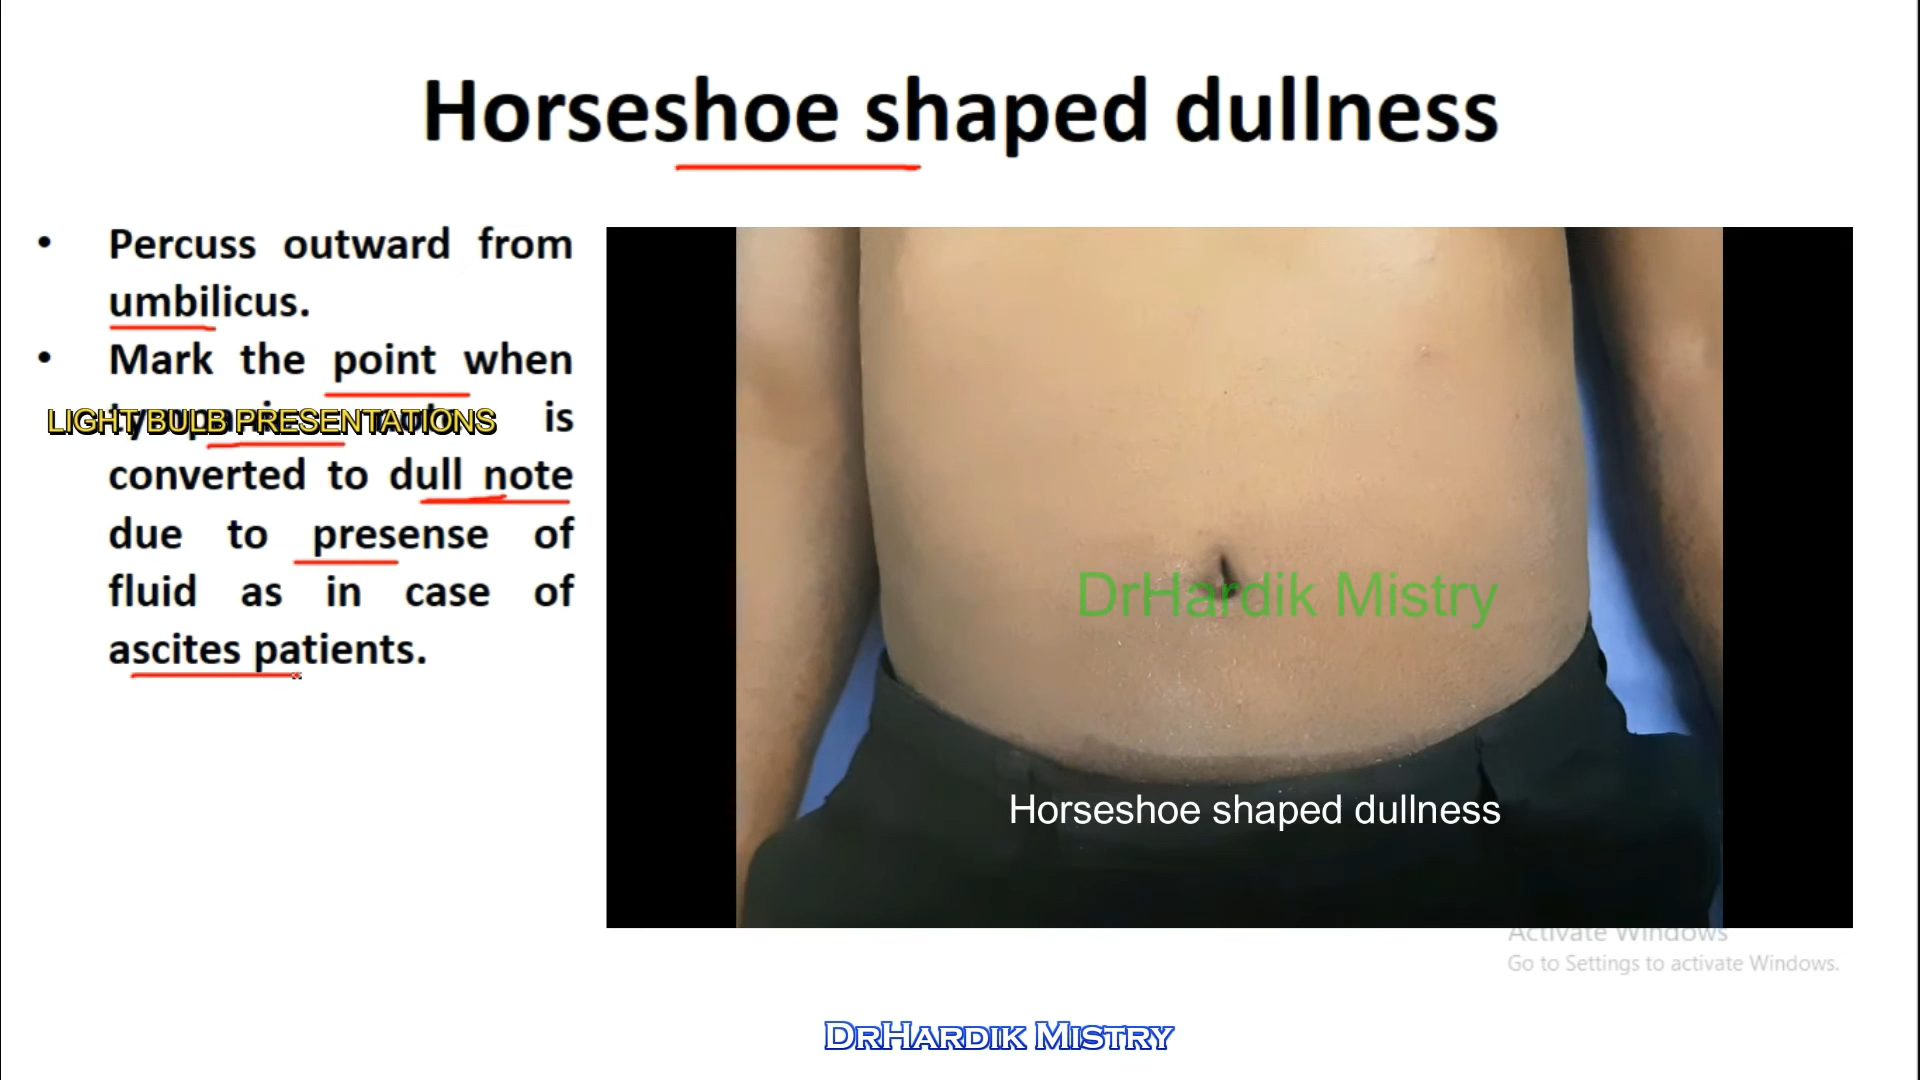 Horseshoe shaped dullness
• Percuss outward from
umbilicus.
• Mark the point when
LIGHT BULB PRESENTATIONS
is
converted to dull note
due to presense of
fluid as in case of
ascites patients.
DrHardik Mistry
Horseshoe shaped dullness
Activate Windows
Go to Settings to activate Windows.
DRHARDIK MISTRY